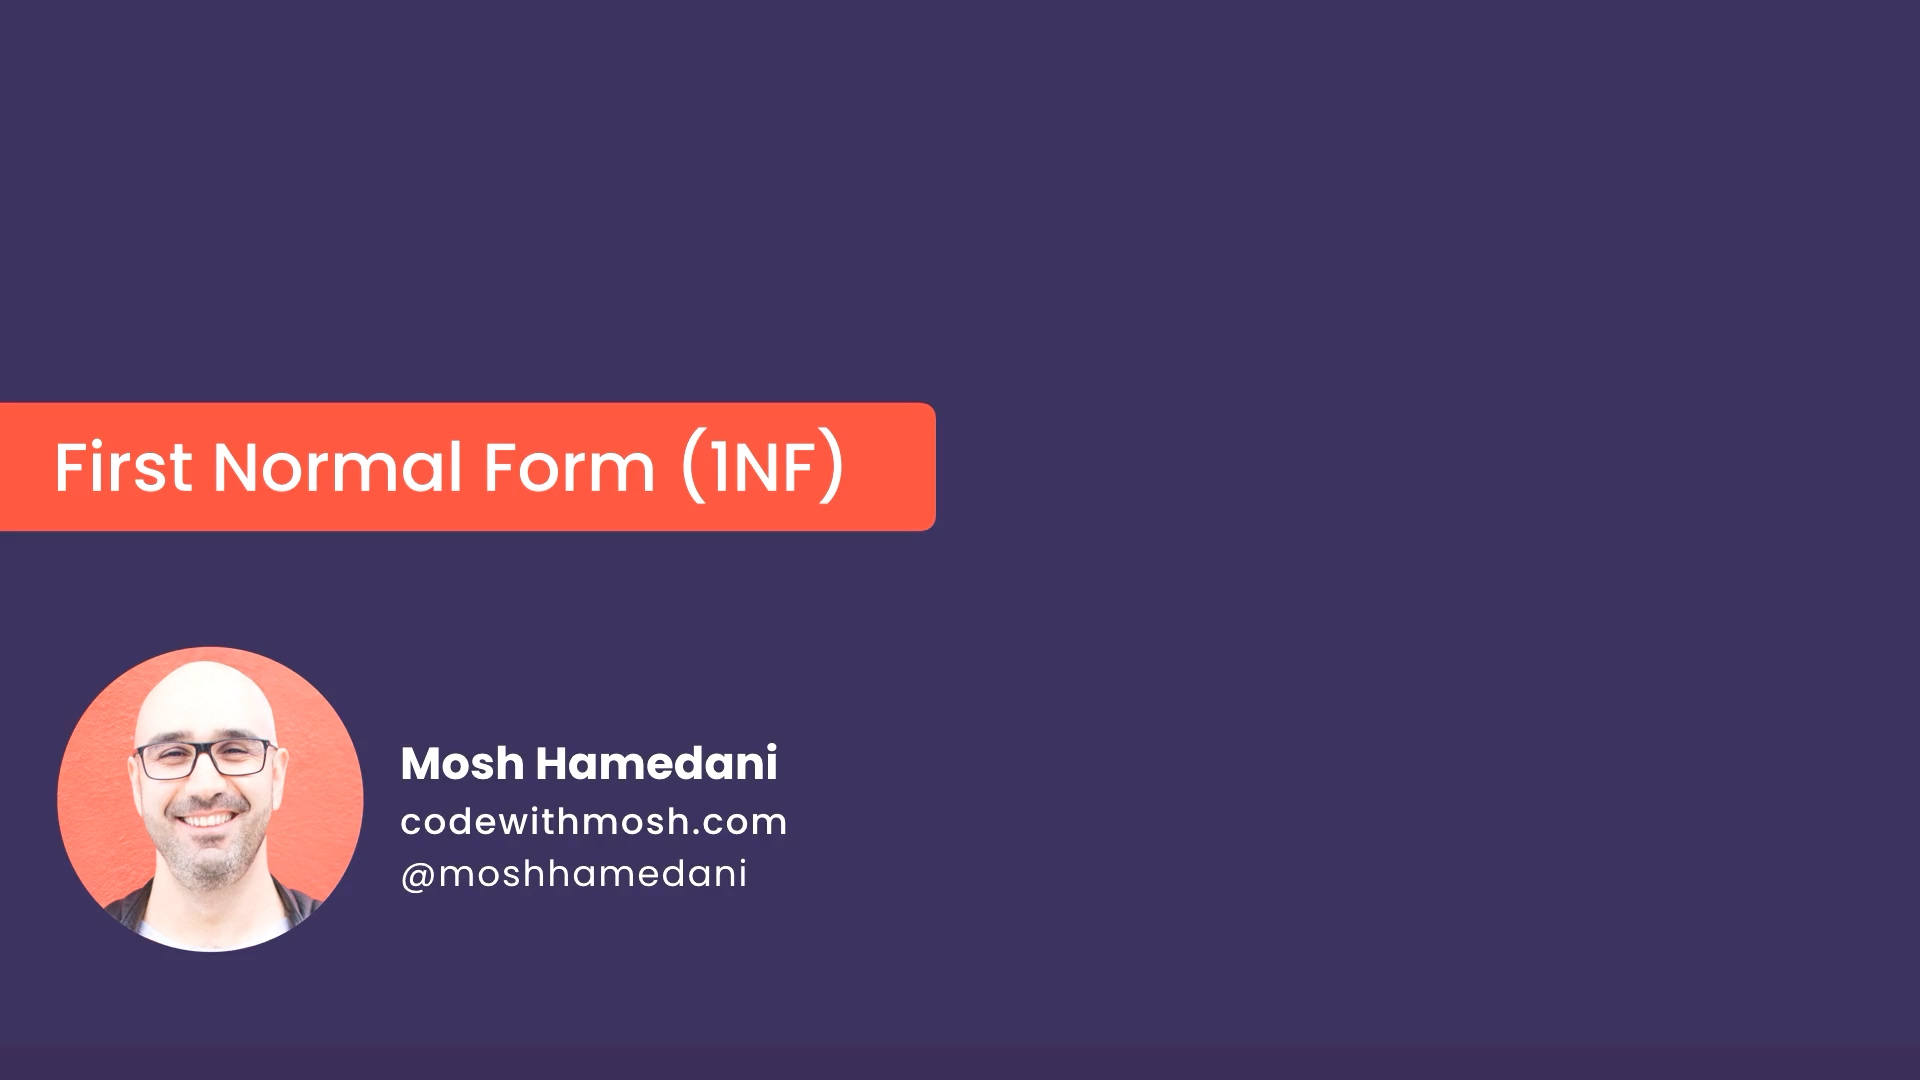 First Normal Form (1NF)
Mosh Hamedani
codewithmosh.com
@moshhamedani